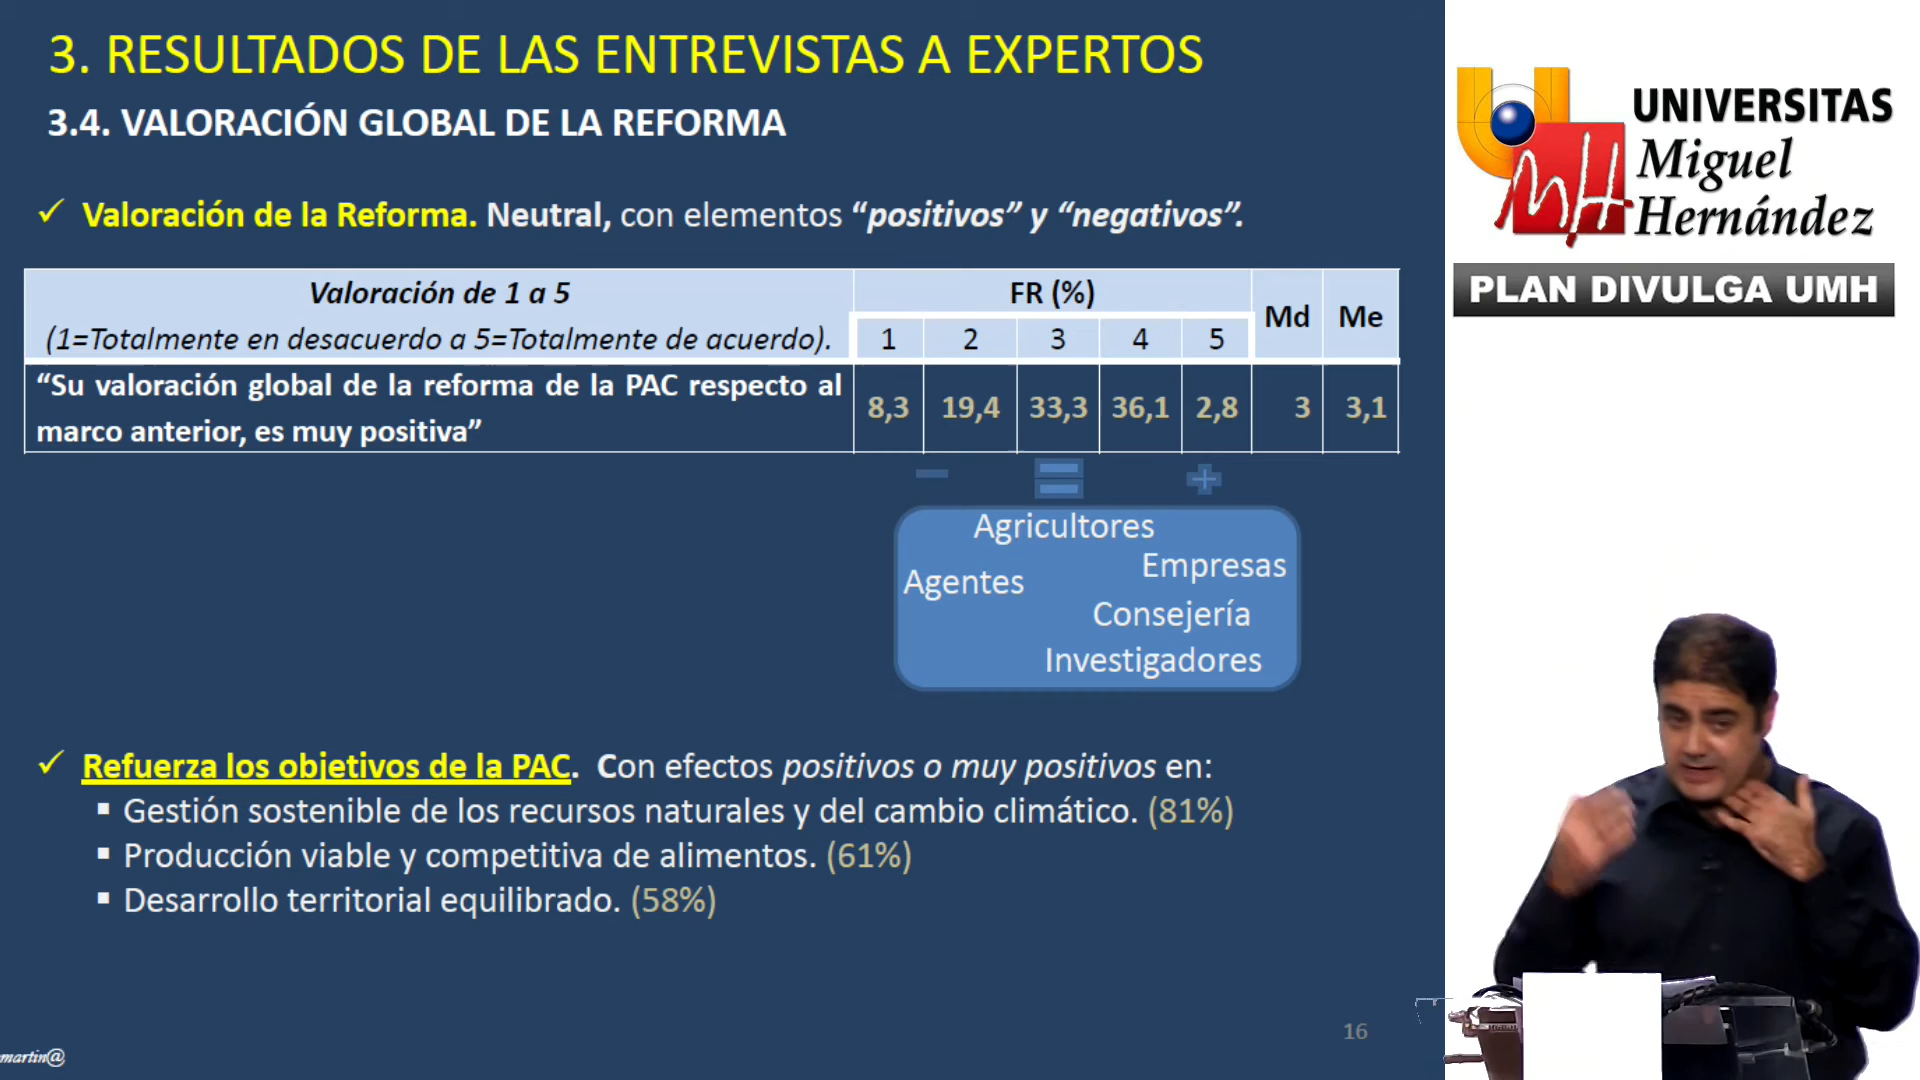 3. RESULTADOS DE LAS ENTREVISTAS A EXPERTOS
3.4. VALORACIÓN GLOBAL DE LA REFORMA
✓ Valoración de la Reforma. Neutral, con elementos “positivos” y “negativos”.
Valoración de 1 a 5
(1=Totalmente en desacuerdo a 5=Totalmente de acuerdo).
FR (%)
1 2 3 4 5
Md Me
“Su valoración global de la reforma de la PAC respecto al
marco anterior, es muy positiva”
8,3 19,4 33,3 36,1 2,8 3 3,1
Agricultores
Empresas
Agentes
Consejería
Investigadores
✓ Refuerza los objetivos de la PAC. Con efectos positivos o muy positivos en:
▪ Gestión sostenible de los recursos naturales y del cambio climático. (81%)
▪ Producción viable y competitiva de alimentos. (61%)
▪ Desarrollo territorial equilibrado. (58%)
16
martin@
UNIVERSITAS
Miguel
Hernández
PLAN DIVULGA UMH